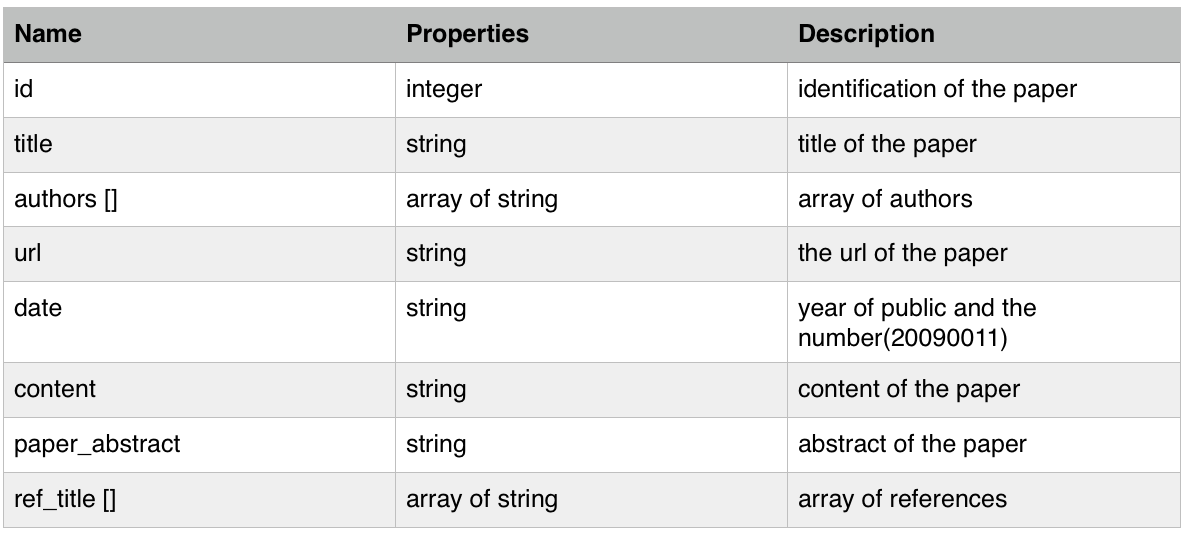 Name Properties Description
id integer identification of the paper
title string title of the paper
authors [] array of string array of authors
url string the url of the paper
date string year of public and the
number(20090011)
content string content of the paper
paper_abstract string abstract of the paper
ref_title [] array of string array of references